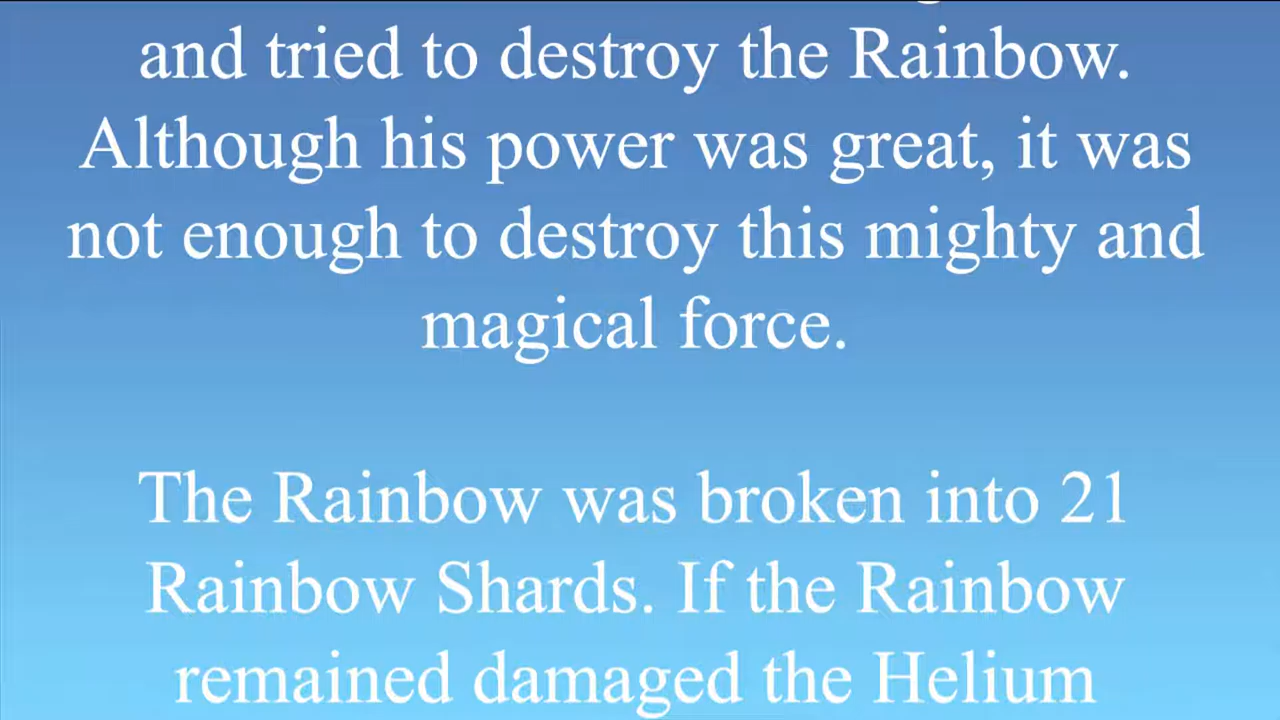 and tried to destroy the Rainbow.
Although his power was great, it was
not enough to destroy this mighty and
magical force.
The Rainbow was broken into 21
Rainbow Shards. If the Rainbow
remained damaged the Helium